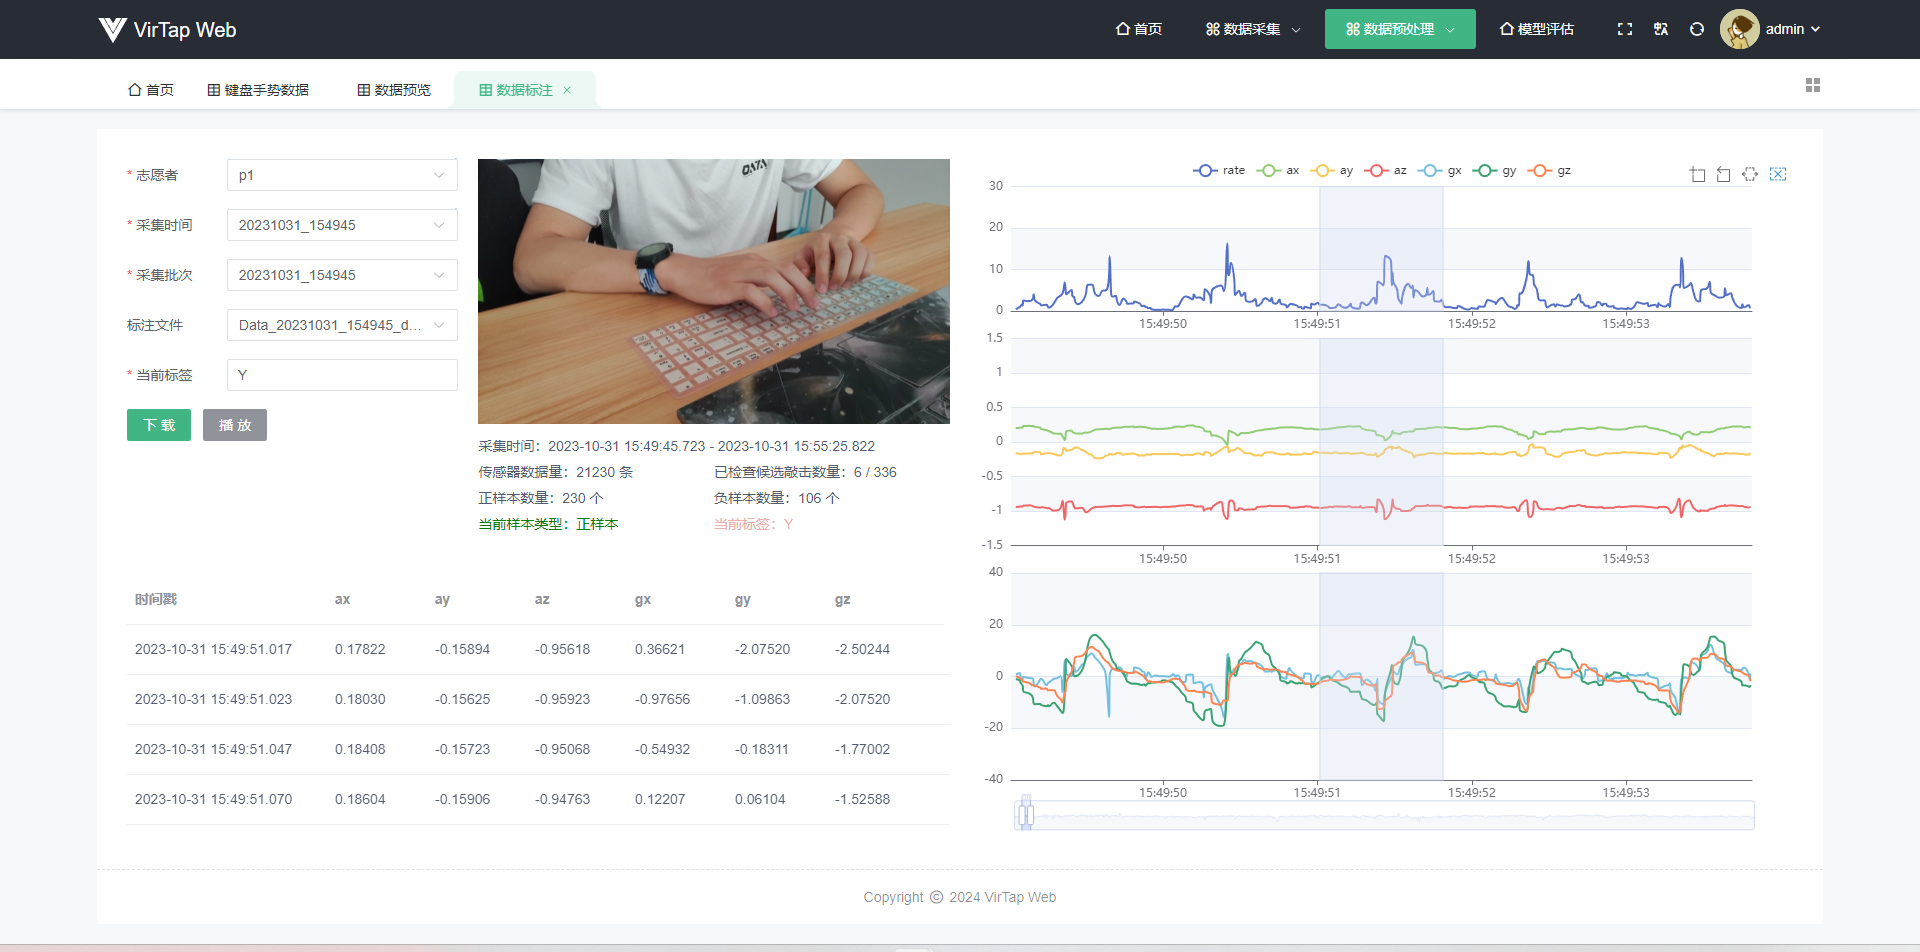 VirTap Web
首页
数据采集
数据预处理
模型评估
admin
首页
键盘手势数据
数据预览
数据标注
* 志愿者
p1
* 采集时间
20231031_154945
* 采集批次
20231031_154945
标注文件
Data_20231031_154945_d...
* 当前标签
Y
下 载
播 放
DATA
采集时间：2023-10-31 15:49:45.723 - 2023-10-31 15:55:25.822
传感器数据量：21230 条 已检查候选敲击数量：6 / 336
正样本数量：230 个 负样本数量：106 个
当前样本类型：正样本 当前标签：Y
时间戳 ax ay az gx gy gz
2023-10-31 15:49:51.017 0.17822 -0.15894 -0.95618 0.36621 -2.07520 -2.50244
2023-10-31 15:49:51.023 0.18030 -0.15625 -0.95923 -0.97656 -1.09863 -2.07520
2023-10-31 15:49:51.047 0.18408 -0.15723 -0.95068 -0.54932 -0.18311 -1.77002
2023-10-31 15:49:51.070 0.18604 -0.15906 -0.94763 0.12207 0.06104 -1.52588
rate ax ay az gx gy gz
30
20
10
0
15:49:50 15:49:51 15:49:52 15:49:53
1.5
1
0.5
0
-0.5
-1
-1.5
15:49:50 15:49:51 15:49:52 15:49:53
40
20
0
-20
-40
15:49:50 15:49:51 15:49:52 15:49:53
Copyright © 2024 VirTap Web